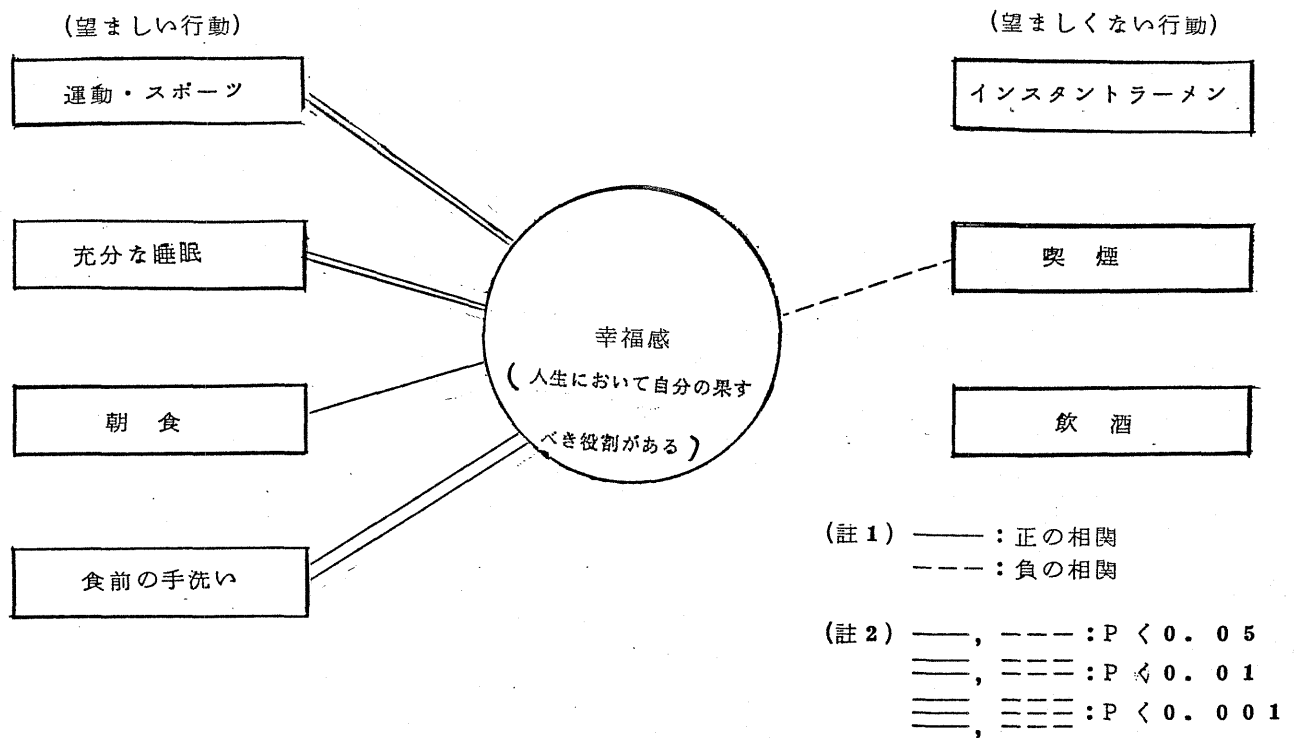 (望ましい行動)
運動・スポーツ
充分な睡眠
朝 食
食前の手洗い
幸福感
( 人生において自分の果す
べき役割がある )
(望ましくない行動)
インスタントラーメン
喫 煙
飲 酒
(註1) ——— : 正の相関
--- : 負の相関
(註2) ——, --- : P < 0. 05
, : P < 0. 01
, : P < 0. 001